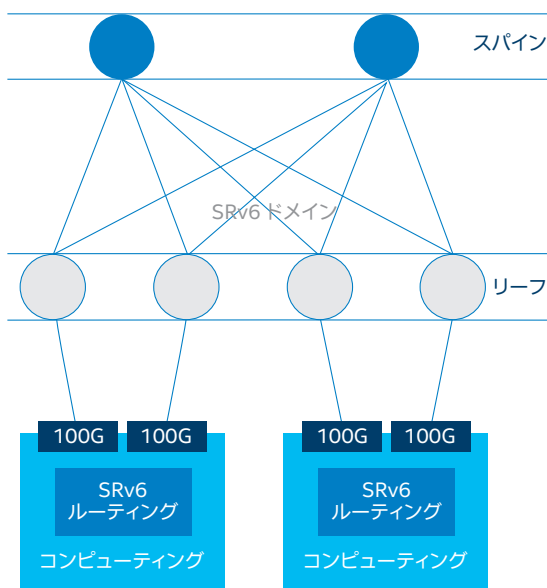 スパイン
SRv6 ドメイン
リーフ
100G 100G 100G 100G
SRv6
ルーティング
SRv6
ルーティング
コンピューティング コンピューティング